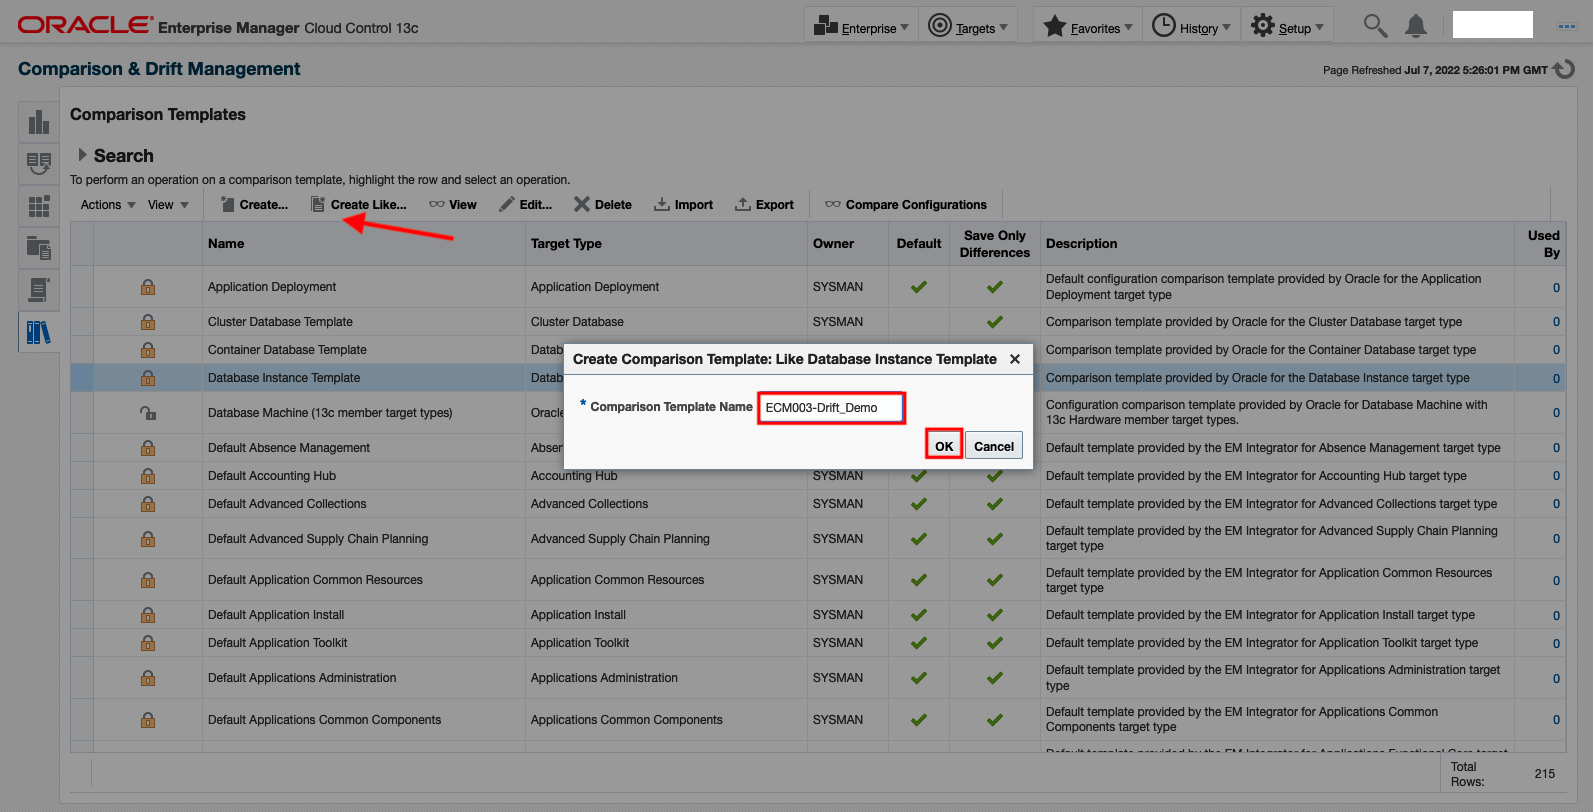 ORACLE Enterprise Manager Cloud Control 13c
Enterprise Targets Favorites History Setup
Comparison & Drift Management
Page Refreshed Jul 7, 2022 5:26:01 PM GMT
Comparison Templates
Search
To perform an operation on a comparison template, highlight the row and select an operation.
Actions View Create... Create Like... View Edit... Delete Import Export Compare Configurations
Name Target Type Owner Default Save Only Differences Description Used By
Application Deployment Application Deployment SYSMAN Default configuration comparison template provided by Oracle for the Application 0
Deployment target type
Cluster Database Template Cluster Database SYSMAN Comparison template provided by Oracle for the Cluster Database target type 0
Container Database Template Datab Comparison template provided by Oracle for the Container Database target type 0
Create Comparison Template: Like Database Instance Template
Database Instance Template Datab Comparison template provided by Oracle for the Database Instance target type 0
Database Machine (13c member target types) Oracle Configuration comparison template provided by Oracle for Database Machine with 0
13c Hardware member target types.
* Comparison Template Name ECM003-Drift_Demo
OK Cancel
Default Absence Management Absen Default template provided by the EM Integrator for Absence Management target type 0
Default Accounting Hub Accounting Hub SYSMAN Default template provided by the EM Integrator for Accounting Hub target type 0
Default Advanced Collections Advanced Collections SYSMAN Default template provided by the EM Integrator for Advanced Collections target type 0
Default Advanced Supply Chain Planning Advanced Supply Chain Planning SYSMAN Default template provided by the EM Integrator for Advanced Supply Chain Planning 0
target type
Default Application Common Resources Application Common Resources SYSMAN Default template provided by the EM Integrator for Application Common Resources 0
target type
Default Application Install Application Install SYSMAN Default template provided by the EM Integrator for Application Install target type 0
Default Application Toolkit Application Toolkit SYSMAN Default template provided by the EM Integrator for Application Toolkit target type 0
Default Applications Administration Applications Administration SYSMAN Default template provided by the EM Integrator for Applications Administration target 0
type
Default Applications Common Components Applications Common Components SYSMAN Default template provided by the EM Integrator for Applications Common 0
Components target type
Default template provided by the EM Integrator for Applications Functional Core target
Total Rows: 215